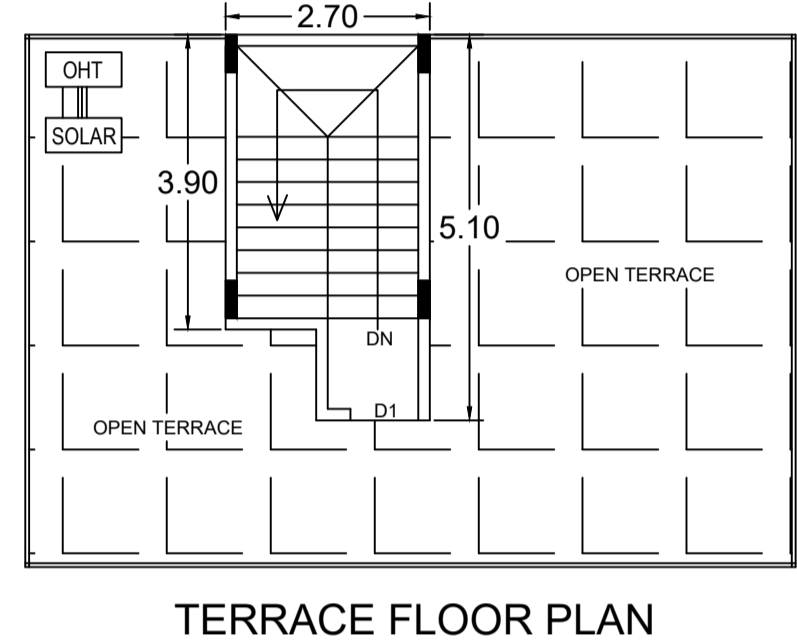 2.70
OHT
SOLAR
3.90
5.10
OPEN TERRACE
DN
D1
OPEN TERRACE
TERRACE FLOOR PLAN